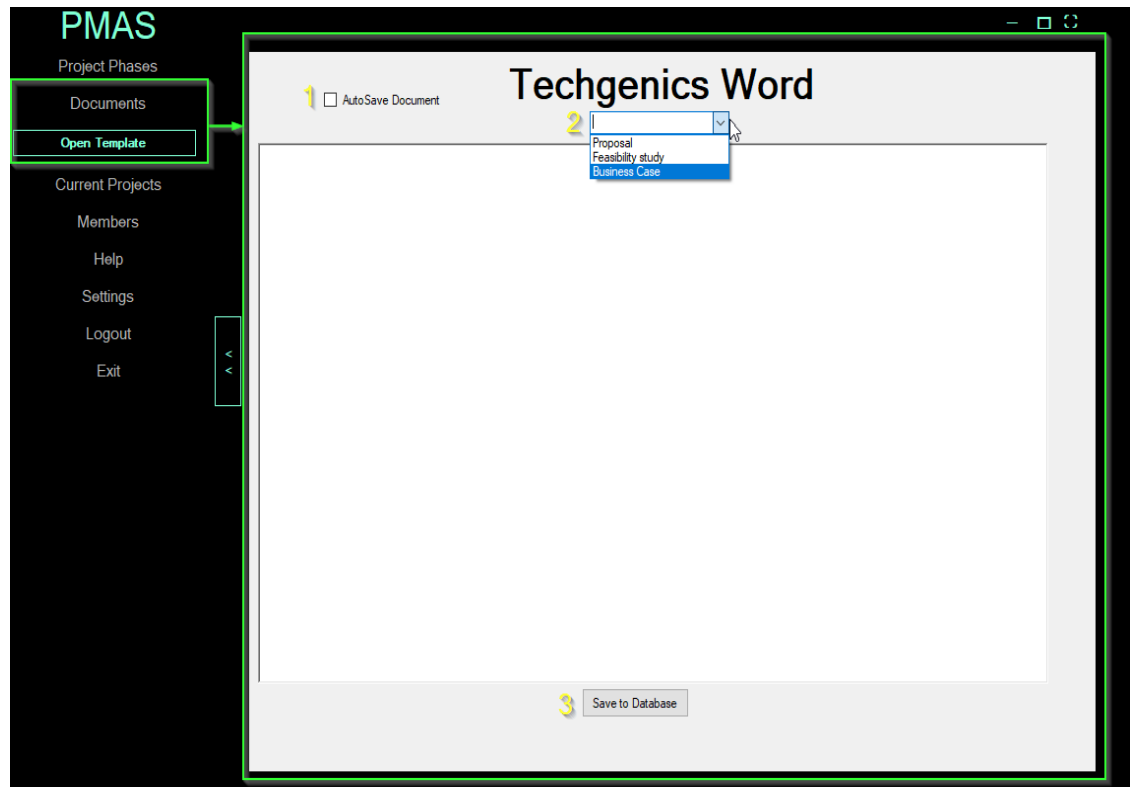 PMAS
Project Phases
Documents
Open Template
Current Projects
Members
Help
Settings
Logout
Exit
<
<
Techgenics Word
1 AutoSave Document
2
Proposal
Feasibility study
Business Case
3 Save to Database